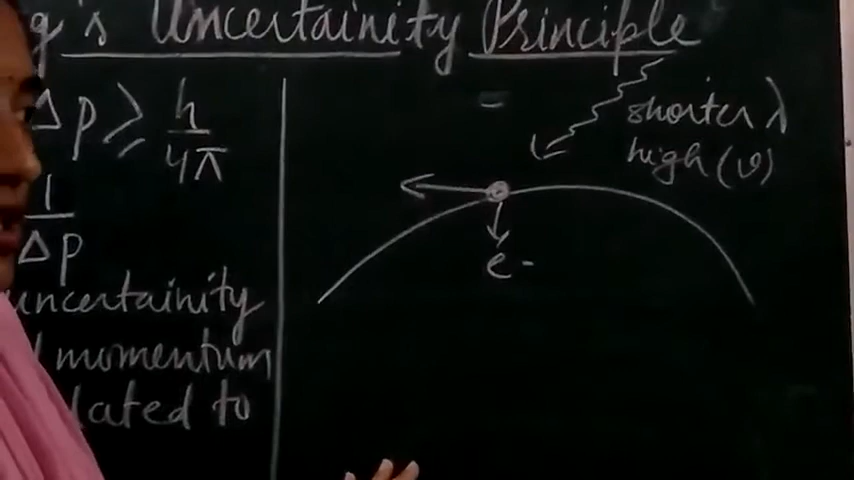 g's Uncertainity Principle
Δp ≥ h/4π
1/Δp
uncertainity
momentum
lated to
shorter λ
high (ν)
e-